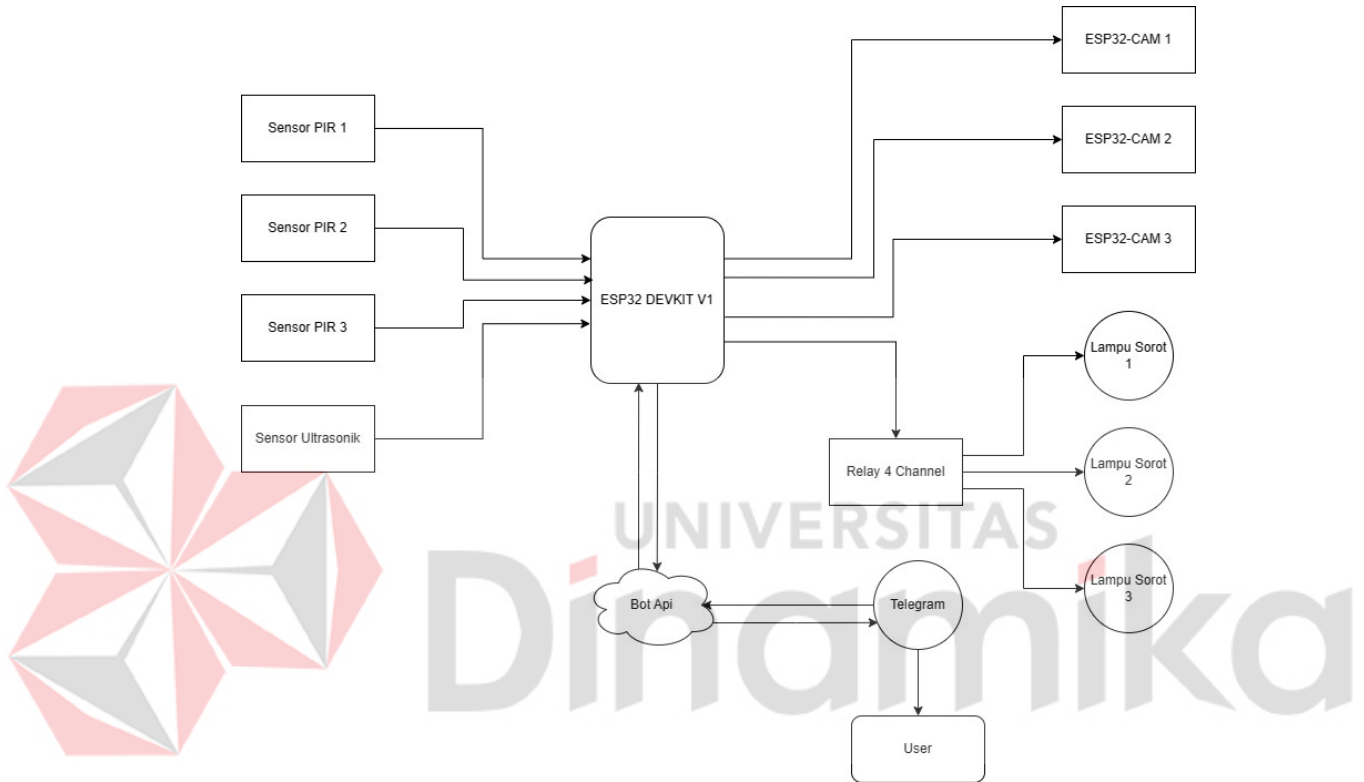 ESP32-CAM 1
Sensor PIR 1
ESP32-CAM 2
Sensor PIR 2
ESP32-CAM 3
ESP32 DEVKIT V1
Sensor PIR 3
Lampu Sorot
1
Sensor Ultrasonik
Relay 4 Channel
Lampu Sorot
2
UNIVERSITAS
Dinamika
Bot Api
Telegram
Lampu Sorot
3
User